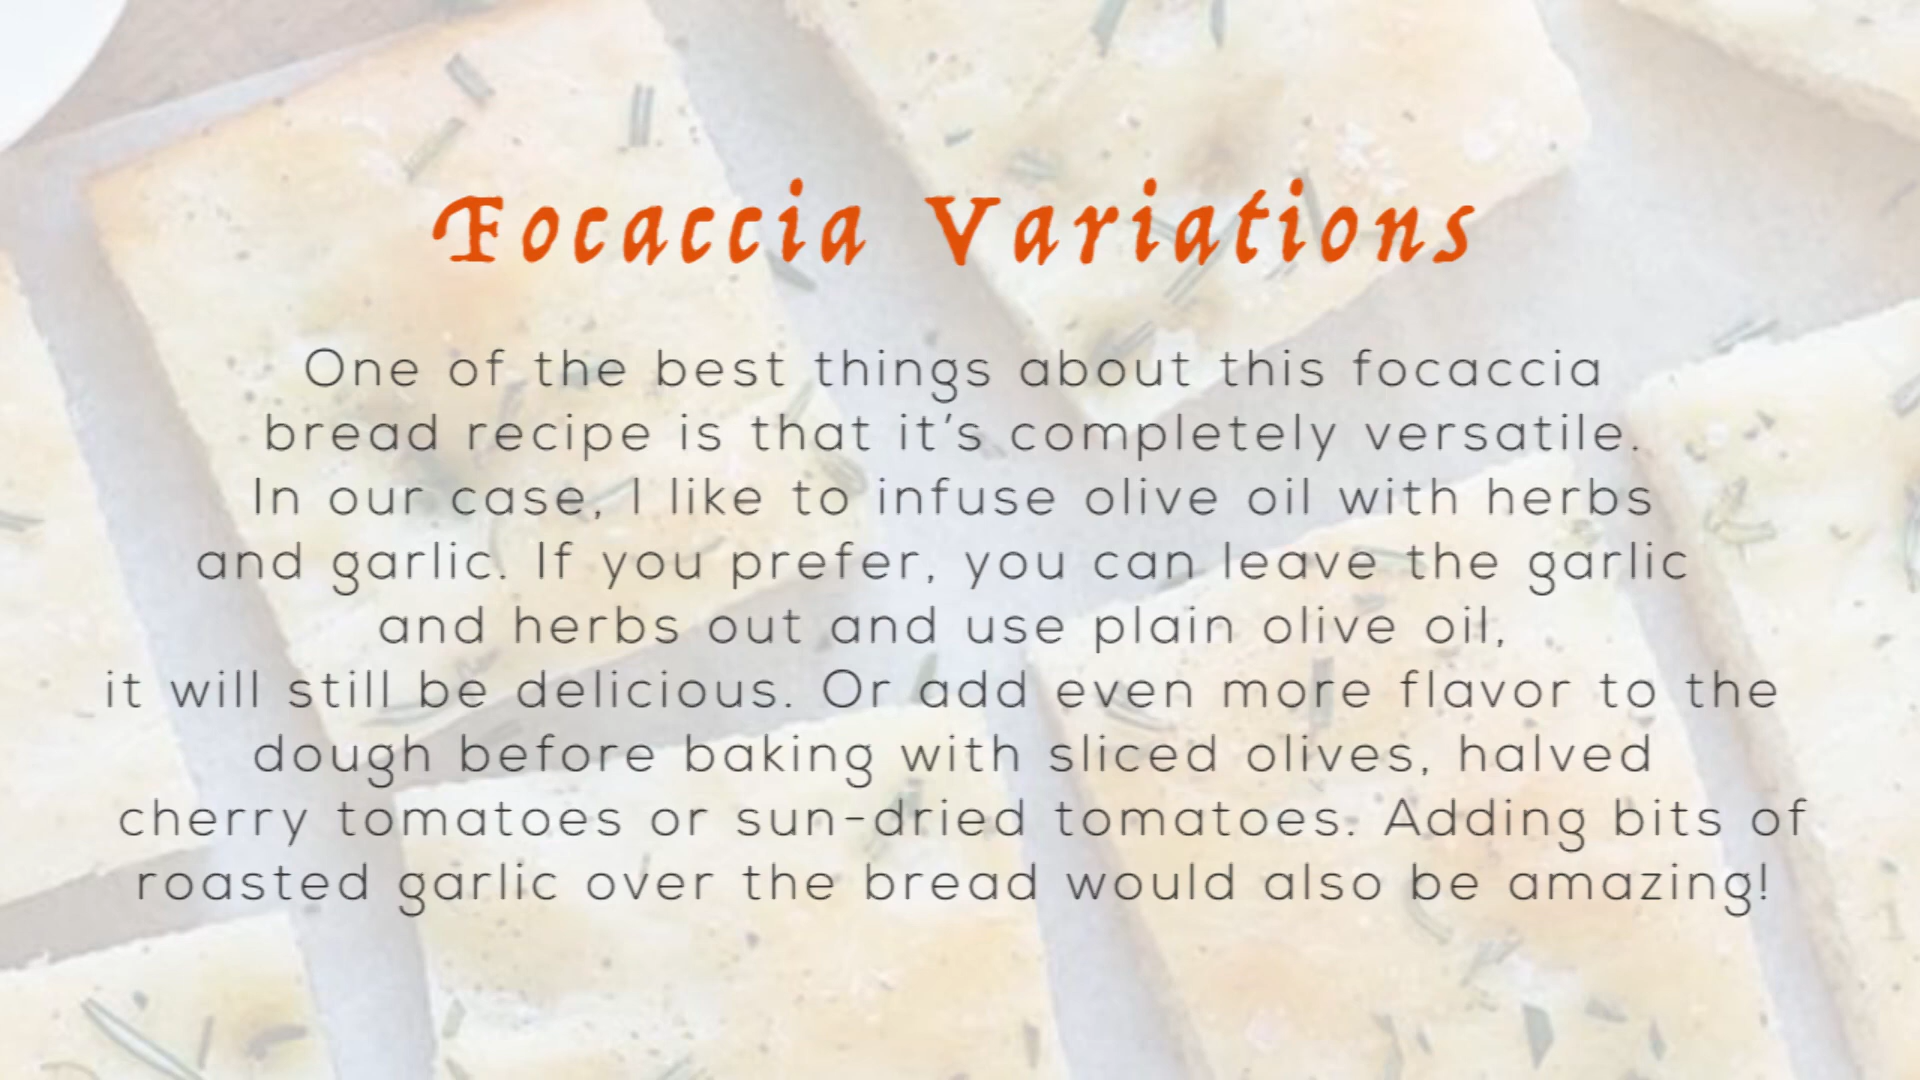 Focaccia Variations
One of the best things about this focaccia
bread recipe is that it's completely versatile.
In our case, I like to infuse olive oil with herbs
and garlic. If you prefer, you can leave the garlic
and herbs out and use plain olive oil,
it will still be delicious. Or add even more flavor to the
dough before baking with sliced olives, halved
cherry tomatoes or sun-dried tomatoes. Adding bits of
roasted garlic over the bread would also be amazing!